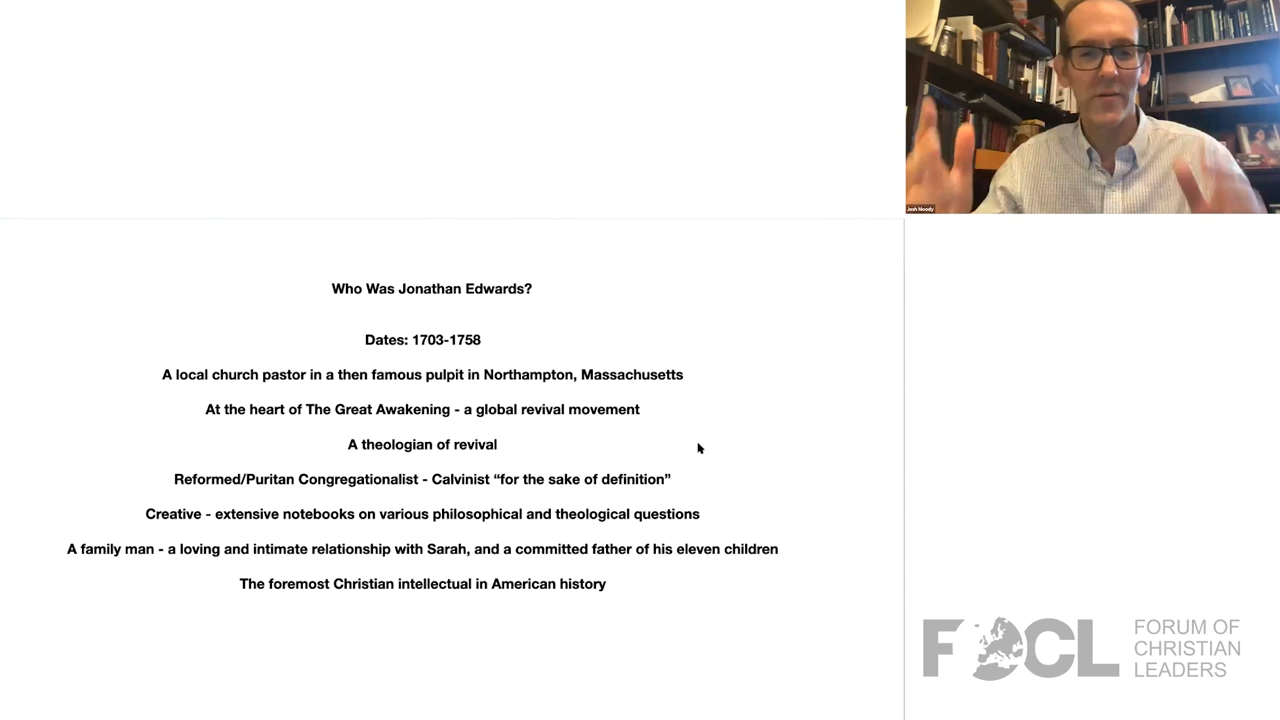 Josh Moody
Who Was Jonathan Edwards?
Dates: 1703-1758
A local church pastor in a then famous pulpit in Northampton, Massachusetts
At the heart of The Great Awakening - a global revival movement
A theologian of revival
Reformed/Puritan Congregationalist - Calvinist “for the sake of definition”
Creative - extensive notebooks on various philosophical and theological questions
A family man - a loving and intimate relationship with Sarah, and a committed father of his eleven children
The foremost Christian intellectual in American history
FOCL
FORUM OF
CHRISTIAN
LEADERS